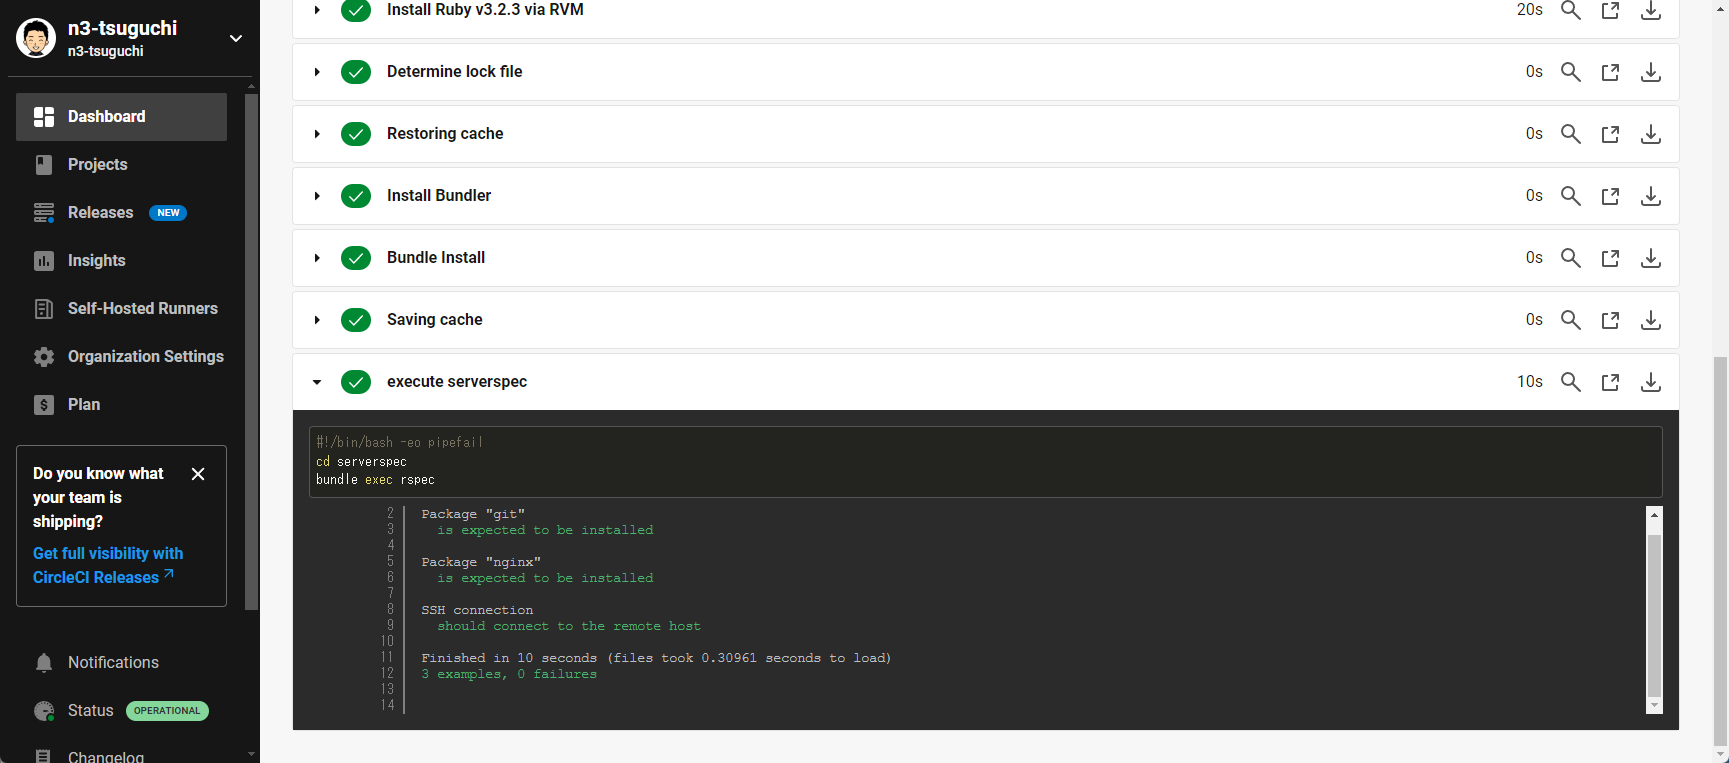 n3-tsuguchi
n3-tsuguchi
Dashboard
Projects
Releases NEW
Insights
Self-Hosted Runners
Organization Settings
Plan
Do you know what
your team is
shipping?
Get full visibility with
CircleCI Releases
Notifications
Status OPERATIONAL
Changelog
Install Ruby v3.2.3 via RVM 20s
Determine lock file 0s
Restoring cache 0s
Install Bundler 0s
Bundle Install 0s
Saving cache 0s
execute serverspec 10s
#!/bin/bash -eo pipefail
cd serverspec
bundle exec rspec
2 Package "git"
3 is expected to be installed
4
5 Package "nginx"
6 is expected to be installed
7
8 SSH connection
9 should connect to the remote host
10
11 Finished in 10 seconds (files took 0.30961 seconds to load)
12 3 examples, 0 failures
13
14